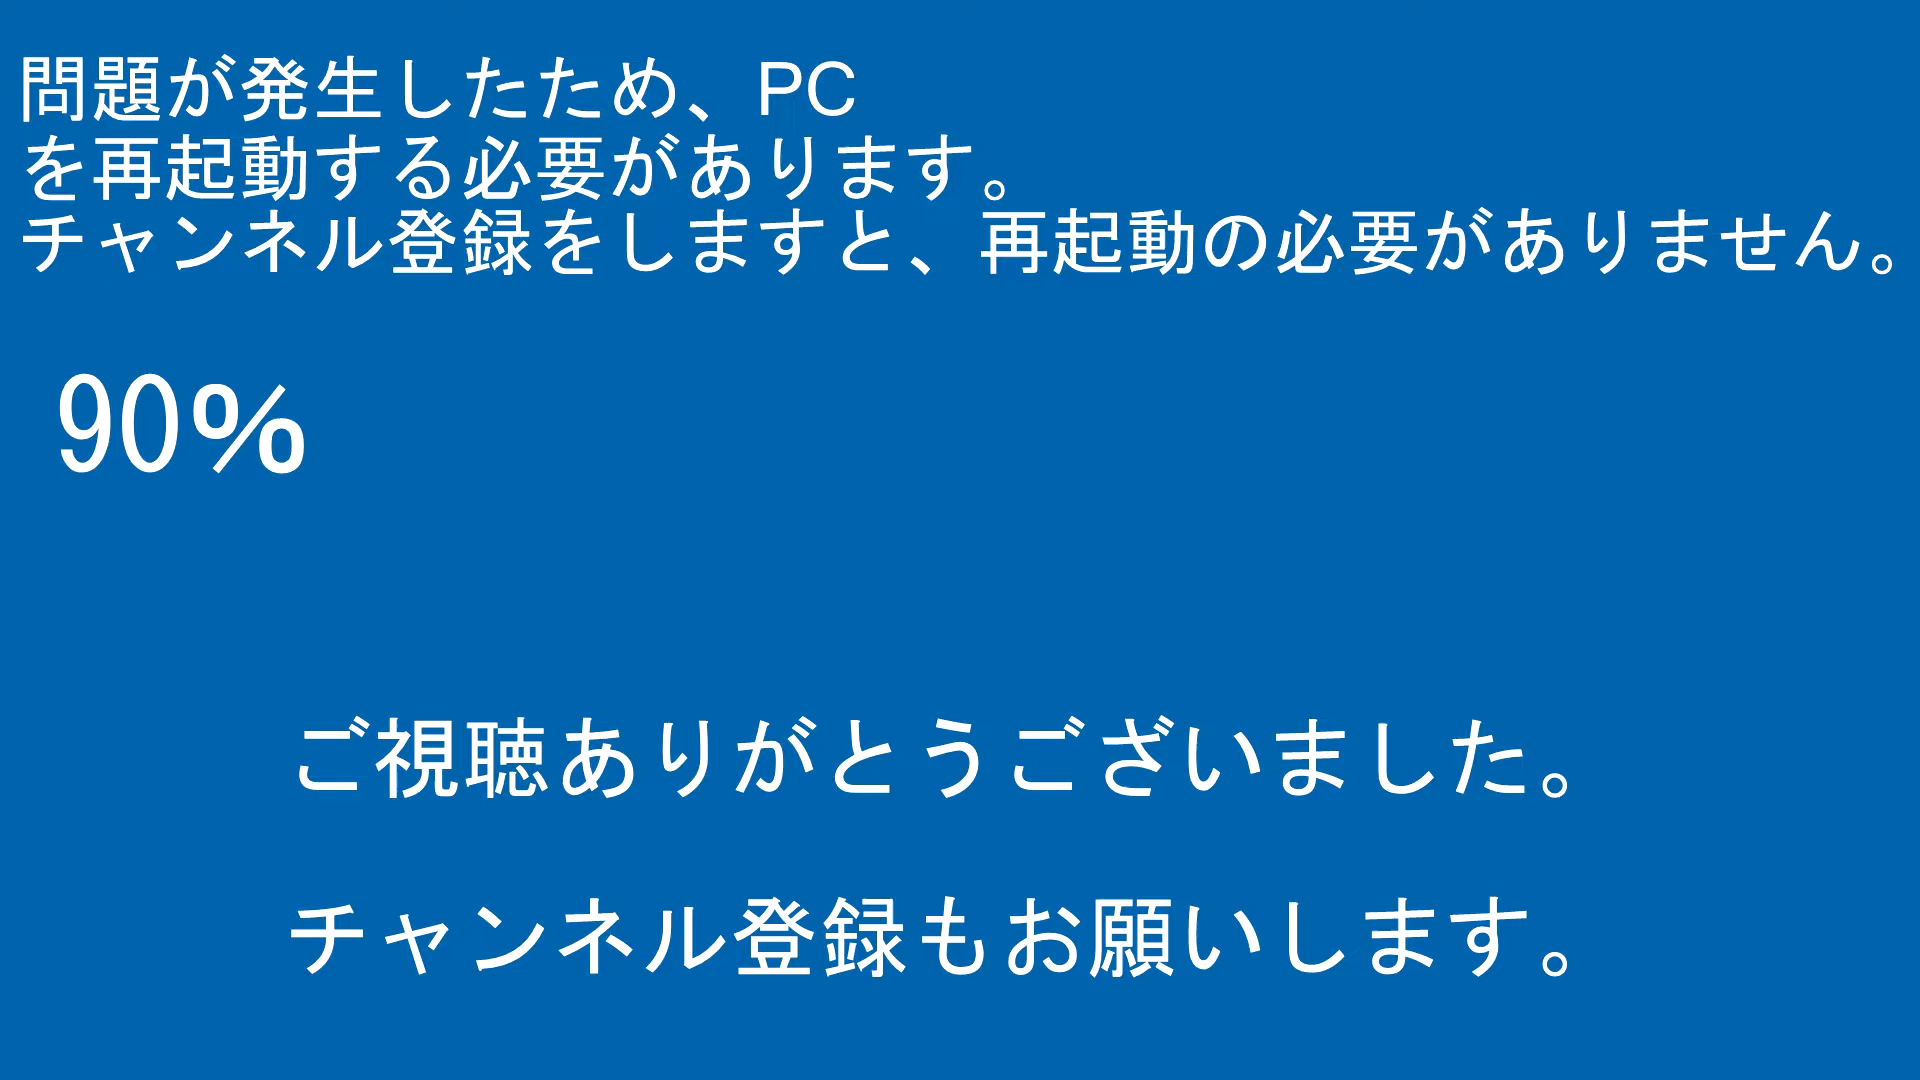 問題が発生したため、PC
を再起動する必要があります。
チャンネル登録をしますと、再起動の必要がありません。
90%
ご視聴ありがとうございました。
チャンネル登録もお願いします。